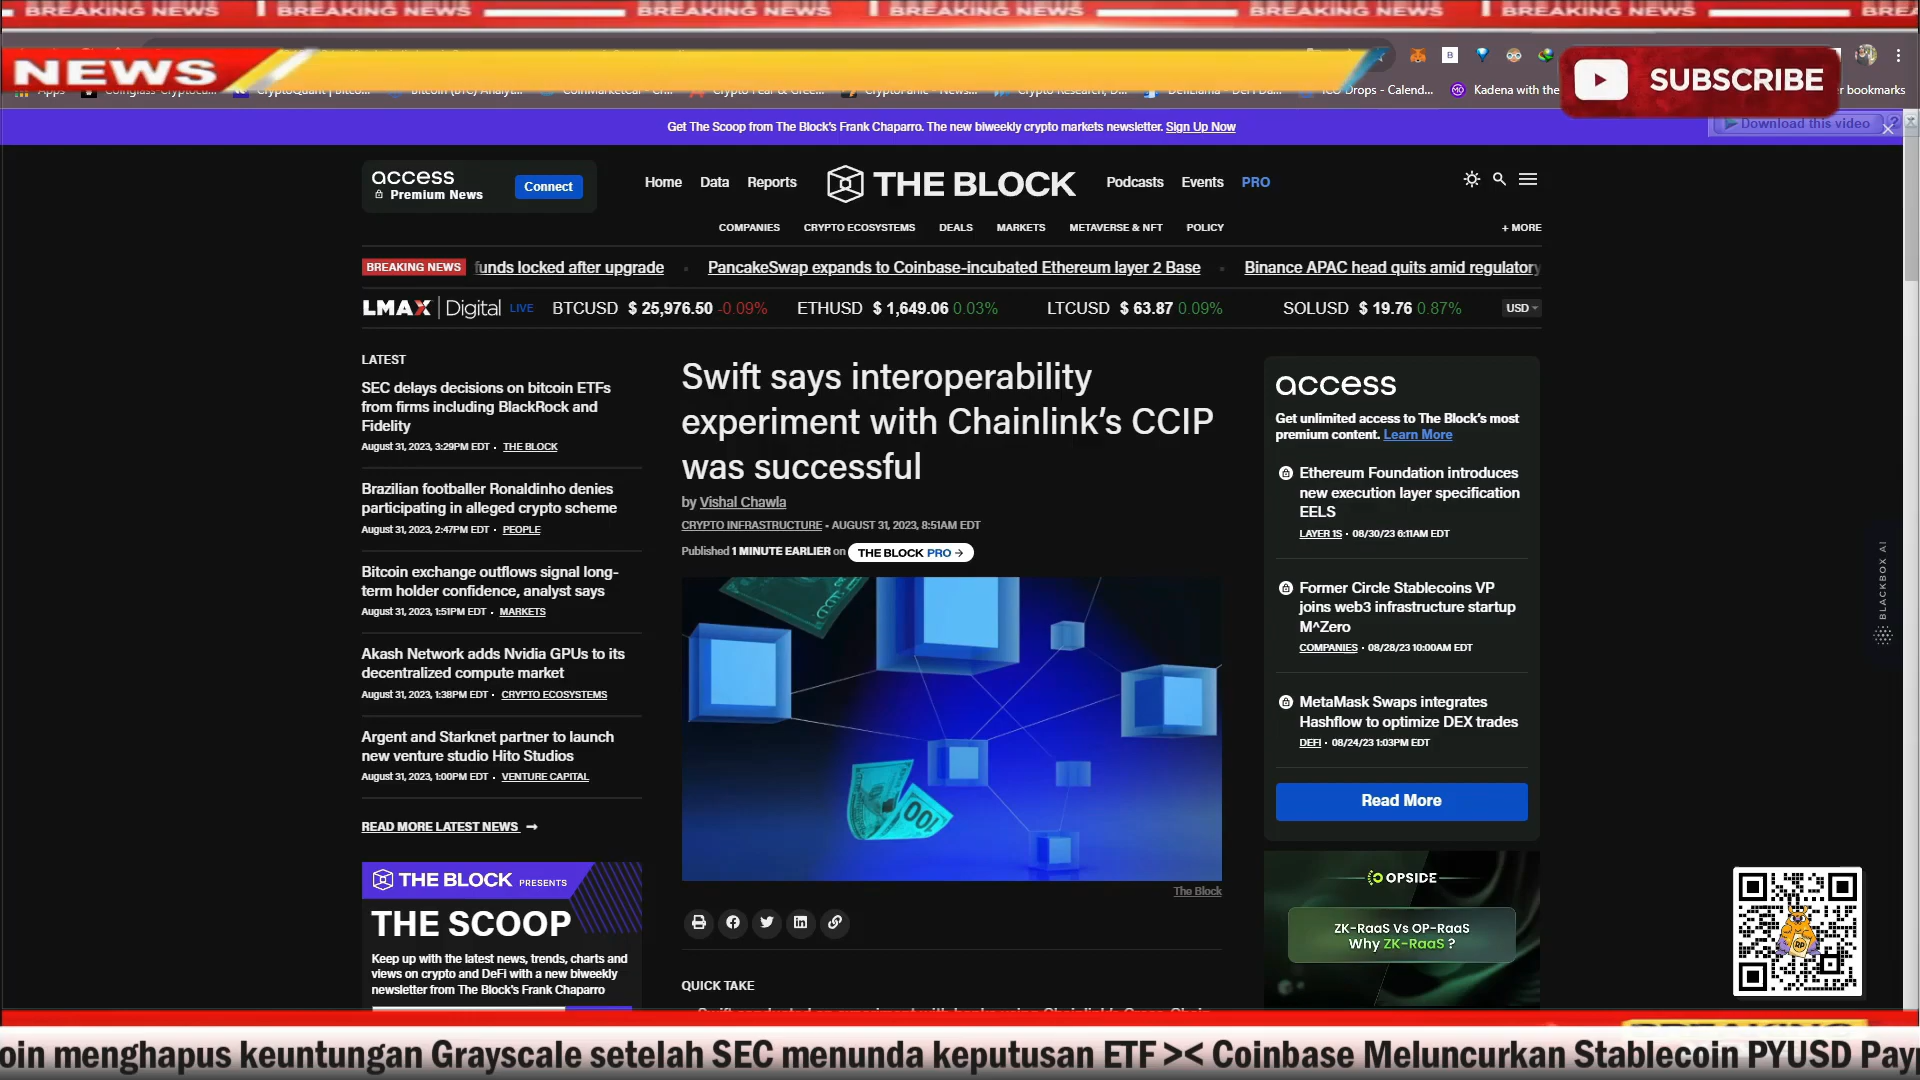 BREAKING NEWS BREAKING NEWS BREAKING NEWS BREAKING NEWS BREAKING NEWS BREAKING NEWS
NEWS
SUBSCRIBE
Apps
Kadena with the
bookmarks
Get The Scoop from The Block's Frank Chaparro. The new biweekly crypto markets newsletter. Sign Up Now
Download this video
access
Premium News
Connect
Home Data Reports
THE BLOCK
Podcasts Events PRO
COMPANIES CRYPTO ECOSYSTEMS DEALS MARKETS METAVERSE & NFT POLICY + MORE
BREAKING NEWS funds locked after upgrade PancakeSwap expands to Coinbase-incubated Ethereum layer 2 Base Binance APAC head quits amid regulatory
LMAX Digital LIVE BTCUSD $ 25,976.50 -0.09% ETHUSD $ 1,649.06 0.03% LTCUSD $ 63.87 0.09% SOLUSD $ 19.76 0.87% USD
LATEST
SEC delays decisions on bitcoin ETFs
from firms including BlackRock and
Fidelity
August 31, 2023, 3:29PM EDT • THE BLOCK
Brazilian footballer Ronaldinho denies
participating in alleged crypto scheme
August 31, 2023, 2:47PM EDT • PEOPLE
Bitcoin exchange outflows signal long-
term holder confidence, analyst says
August 31, 2023, 1:51PM EDT • MARKETS
Akash Network adds Nvidia GPUs to its
decentralized compute market
August 31, 2023, 1:38PM EDT • CRYPTO ECOSYSTEMS
Argent and Starknet partner to launch
new venture studio Hito Studios
August 31, 2023, 1:00PM EDT • VENTURE CAPITAL
READ MORE LATEST NEWS →
THE BLOCK PRESENTS
THE SCOOP
Keep up with the latest news, trends, charts and
views on crypto and DeFi with a new biweekly
newsletter from The Block's Frank Chaparro
Swift says interoperability
experiment with Chainlink's CCIP
was successful
by Vishal Chawla
CRYPTO INFRASTRUCTURE • AUGUST 31, 2023, 8:51AM EDT
Published 1 MINUTE EARLIER on THE BLOCK PRO →
100
The Block
QUICK TAKE
access
Get unlimited access to The Block's most
premium content. Learn More
Ethereum Foundation introduces
new execution layer specification
EELS
LAYER 1S • 08/30/23 6:11AM EDT
Former Circle Stablecoins VP
joins web3 infrastructure startup
M^Zero
COMPANIES • 08/28/23 10:00AM EDT
MetaMask Swaps integrates
Hashflow to optimize DEX trades
DEFI • 08/24/23 1:03PM EDT
Read More
OPSIDE
ZK-RaaS Vs OP-RaaS
Why ZK-RaaS ?
BLACKBOX AI
RP
oin menghapus keuntungan Grayscale setelah SEC menunda keputusan ETF >< Coinbase Meluncurkan Stablecoin PYUSD Payp